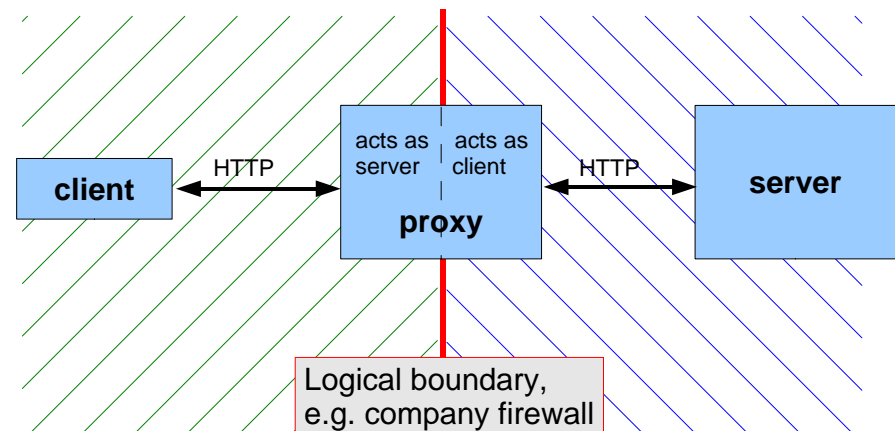 acts as
server
acts as
client
HTTP
HTTP
client
proxy
server
Logical boundary,
e.g. company firewall